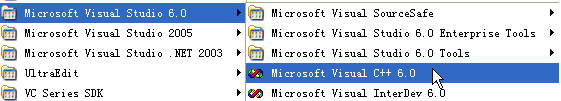 Microsoft Visual Studio 6.0
Microsoft Visual Studio 2005
Microsoft Visual Studio .NET 2003
UltraEdit
VC Series SDK
Microsoft Visual SourceSafe
Microsoft Visual Studio 6.0 Enterprise Tools
Microsoft Visual Studio 6.0 Tools
Microsoft Visual C++ 6.0
Microsoft Visual InterDev 6.0